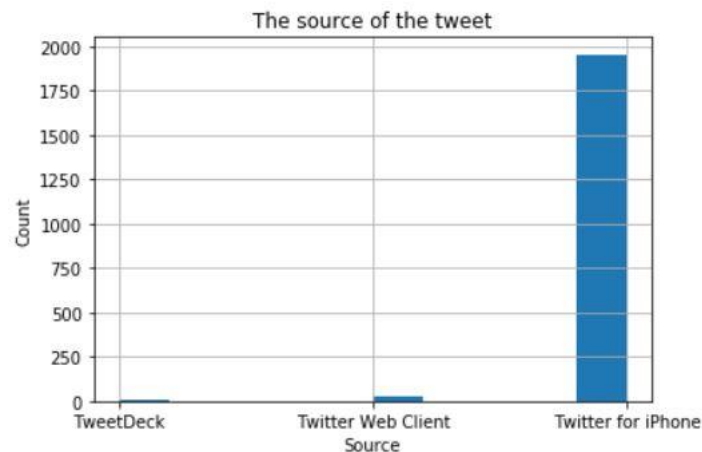 The source of the tweet
2000
1750
1500
1250
1000
750
500
250
0
Count
TweetDeck Twitter Web Client Twitter for iPhone
Source